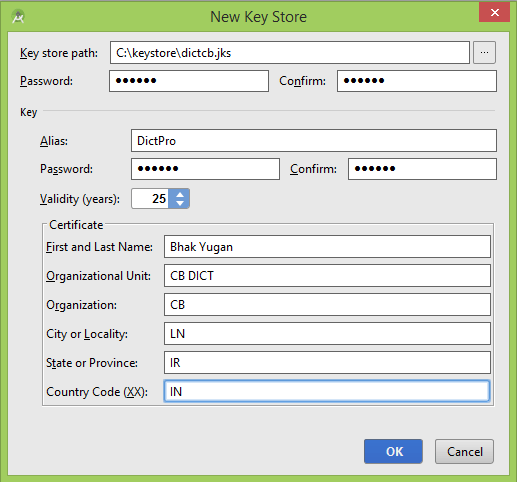 New Key Store
Key store path: C:\keystore\dictcb.jks ...
Password: •••••• Confirm: ••••••
Key
Alias: DictPro
Password: •••••• Confirm: ••••••
Validity (years): 25
Certificate
First and Last Name: Bhak Yugan
Organizational Unit: CB DICT
Organization: CB
City or Locality: LN
State or Province: IR
Country Code (XX): IN
OK Cancel